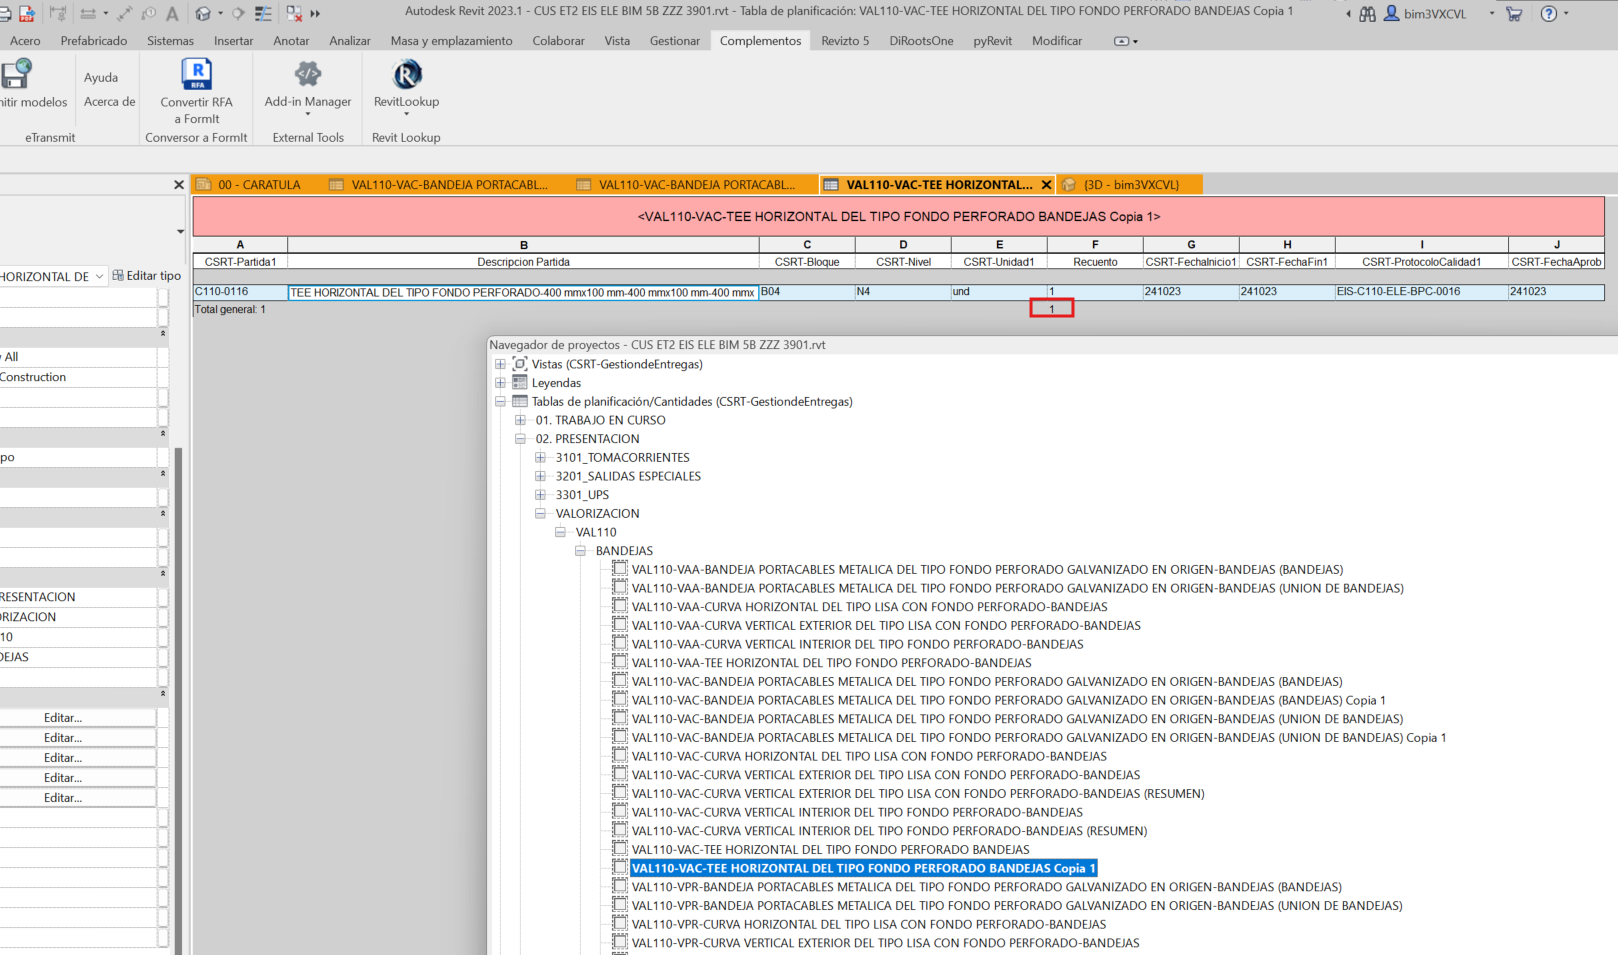 Autodesk Revit 2023.1 - CUS ET2 EIS ELE BIM 5B ZZZ 3901.rvt - Tabla de planificación: VAL110-VAC-TEE HORIZONTAL DEL TIPO FONDO PERFORADO BANDEJAS Copia 1
bim3VXCVL
Acero Prefabricado Sistemas Insertar Anotar Analizar Masa y emplazamiento Colaborar Vista Gestionar Complementos Revizto 5 DiRootsOne pyRevit Modificar
Ayuda
Acerca de
mitir modelos
Convertir RFA
a FormIt
Add-in Manager
RevitLookup
eTransmit Conversor a FormIt External Tools Revit Lookup
00 - CARATULA VAL110-VAC-BANDEJA PORTACABL... VAL110-VAC-BANDEJA PORTACABL... VAL110-VAC-TEE HORIZONTAL... {3D - bim3VXCVL}
<VAL110-VAC-TEE HORIZONTAL DEL TIPO FONDO PERFORADO BANDEJAS Copia 1>
A B C D E F G H I J
CSRT-Partida1 Descripcion Partida CSRT-Bloque CSRT-Nivel CSRT-Unidad1 Recuento CSRT-FechaInicio1 CSRT-FechaFin1 CSRT-ProtocoloCalidad1 CSRT-FechaAprob
C110-0116 TEE HORIZONTAL DEL TIPO FONDO PERFORADO-400 mmx100 mm-400 mmx100 mm-400 mmx B04 N4 und 1 241023 241023 EIS-C110-ELE-BPC-0016 241023
Total general: 1 1
HORIZONTAL DE Editar tipo
All
Construction
po
RESENTACION
ORIZACION
10
DEJAS
Editar...
Editar...
Editar...
Editar...
Editar...
Navegador de proyectos - CUS ET2 EIS ELE BIM 5B ZZZ 3901.rvt
Vistas (CSRT-GestiondeEntregas)
Leyendas
Tablas de planificación/Cantidades (CSRT-GestiondeEntregas)
01. TRABAJO EN CURSO
02. PRESENTACION
3101_TOMACORRIENTES
3201_SALIDAS ESPECIALES
3301_UPS
VALORIZACION
VAL110
BANDEJAS
VAL110-VAA-BANDEJA PORTACABLES METALICA DEL TIPO FONDO PERFORADO GALVANIZADO EN ORIGEN-BANDEJAS (BANDEJAS)
VAL110-VAA-BANDEJA PORTACABLES METALICA DEL TIPO FONDO PERFORADO GALVANIZADO EN ORIGEN-BANDEJAS (UNION DE BANDEJAS)
VAL110-VAA-CURVA HORIZONTAL DEL TIPO LISA CON FONDO PERFORADO-BANDEJAS
VAL110-VAA-CURVA VERTICAL EXTERIOR DEL TIPO LISA CON FONDO PERFORADO-BANDEJAS
VAL110-VAA-CURVA VERTICAL INTERIOR DEL TIPO FONDO PERFORADO-BANDEJAS
VAL110-VAA-TEE HORIZONTAL DEL TIPO FONDO PERFORADO-BANDEJAS
VAL110-VAC-BANDEJA PORTACABLES METALICA DEL TIPO FONDO PERFORADO GALVANIZADO EN ORIGEN-BANDEJAS (BANDEJAS)
VAL110-VAC-BANDEJA PORTACABLES METALICA DEL TIPO FONDO PERFORADO GALVANIZADO EN ORIGEN-BANDEJAS (BANDEJAS) Copia 1
VAL110-VAC-BANDEJA PORTACABLES METALICA DEL TIPO FONDO PERFORADO GALVANIZADO EN ORIGEN-BANDEJAS (UNION DE BANDEJAS)
VAL110-VAC-BANDEJA PORTACABLES METALICA DEL TIPO FONDO PERFORADO GALVANIZADO EN ORIGEN-BANDEJAS (UNION DE BANDEJAS) Copia 1
VAL110-VAC-CURVA HORIZONTAL DEL TIPO LISA CON FONDO PERFORADO-BANDEJAS
VAL110-VAC-CURVA VERTICAL EXTERIOR DEL TIPO LISA CON FONDO PERFORADO-BANDEJAS
VAL110-VAC-CURVA VERTICAL EXTERIOR DEL TIPO LISA CON FONDO PERFORADO-BANDEJAS (RESUMEN)
VAL110-VAC-CURVA VERTICAL INTERIOR DEL TIPO FONDO PERFORADO-BANDEJAS
VAL110-VAC-CURVA VERTICAL INTERIOR DEL TIPO FONDO PERFORADO-BANDEJAS (RESUMEN)
VAL110-VAC-TEE HORIZONTAL DEL TIPO FONDO PERFORADO BANDEJAS
VAL110-VAC-TEE HORIZONTAL DEL TIPO FONDO PERFORADO BANDEJAS Copia 1
VAL110-VPR-BANDEJA PORTACABLES METALICA DEL TIPO FONDO PERFORADO GALVANIZADO EN ORIGEN-BANDEJAS (BANDEJAS)
VAL110-VPR-BANDEJA PORTACABLES METALICA DEL TIPO FONDO PERFORADO GALVANIZADO EN ORIGEN-BANDEJAS (UNION DE BANDEJAS)
VAL110-VPR-CURVA HORIZONTAL DEL TIPO LISA CON FONDO PERFORADO-BANDEJAS
VAL110-VPR-CURVA VERTICAL EXTERIOR DEL TIPO LISA CON FONDO PERFORADO-BANDEJAS